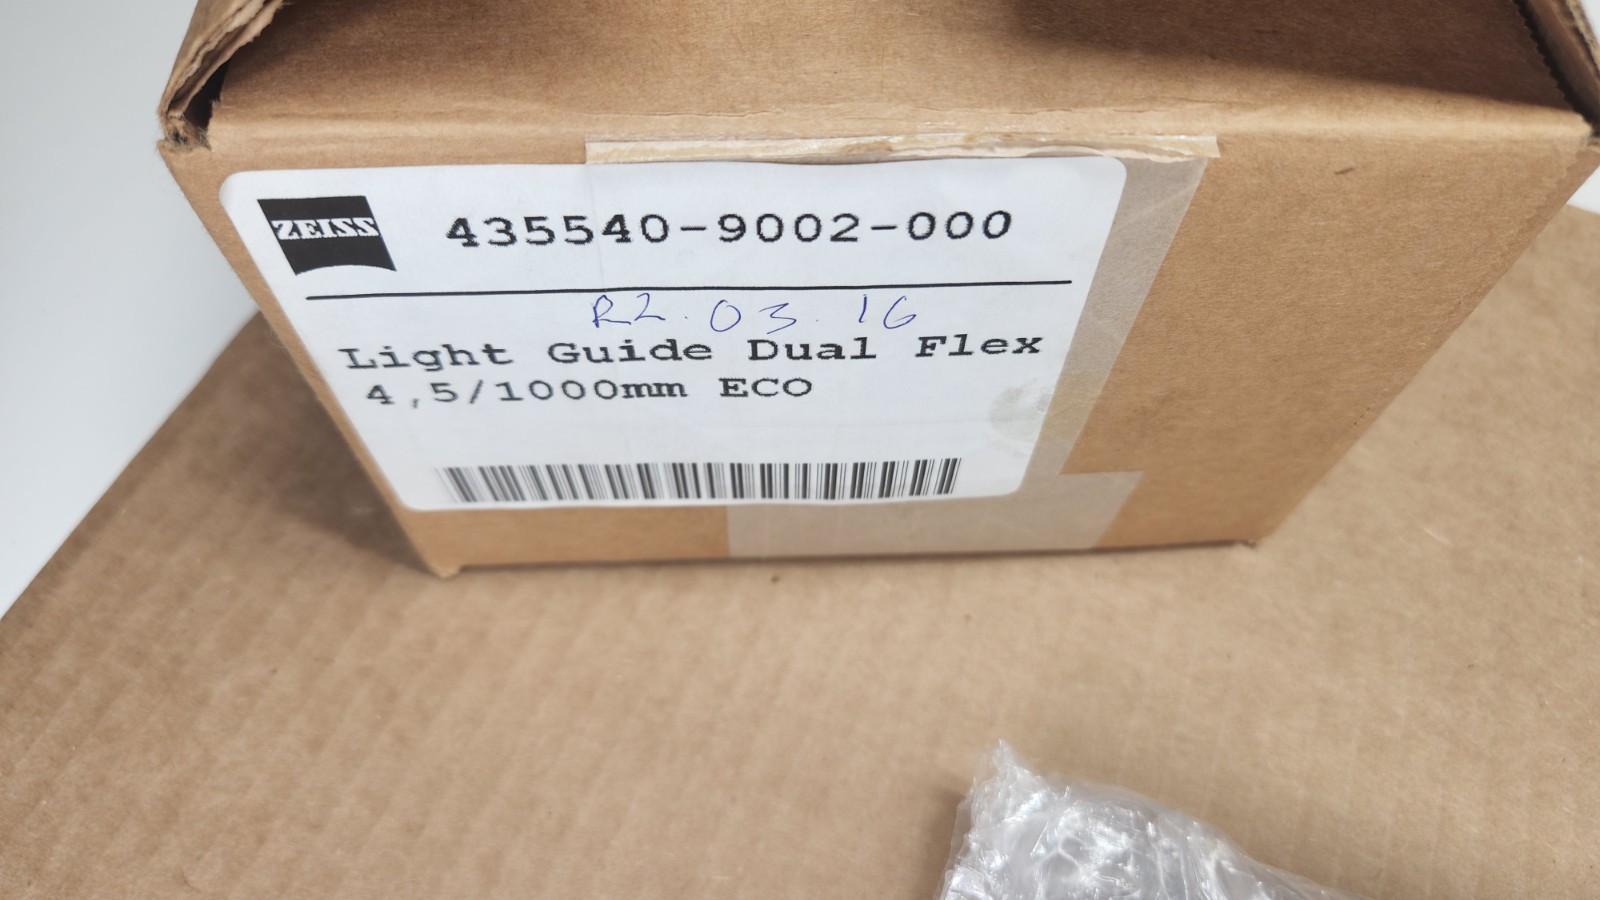 ZEISS
435540-9002-000
R2.03.16
Light Guide Dual Flex
4,5/1000mm ECO